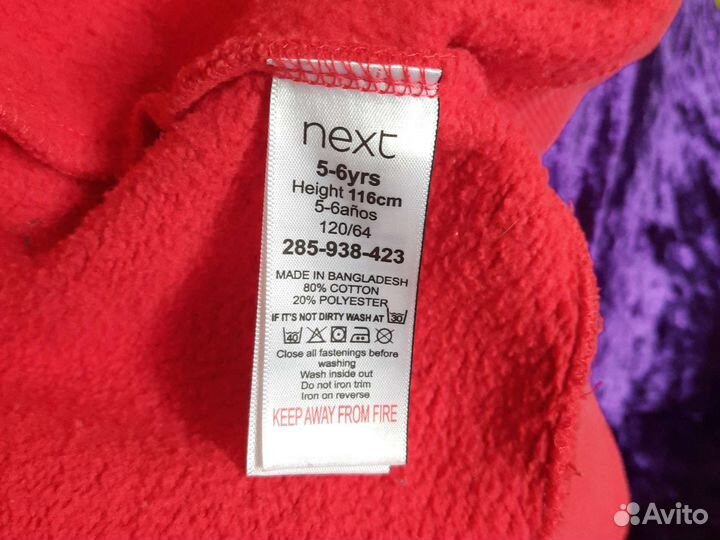 next
5-6yrs
Height 116cm
5-6años
120/64
285-938-423
MADE IN BANGLADESH
80% COTTON
20% POLYESTER
IF IT'S NOT DIRTY WASH AT 30
40
Close all fastenings before
washing
Wash inside out
Do not iron trim
Iron on reverse
KEEP AWAY FROM FIRE
Avito